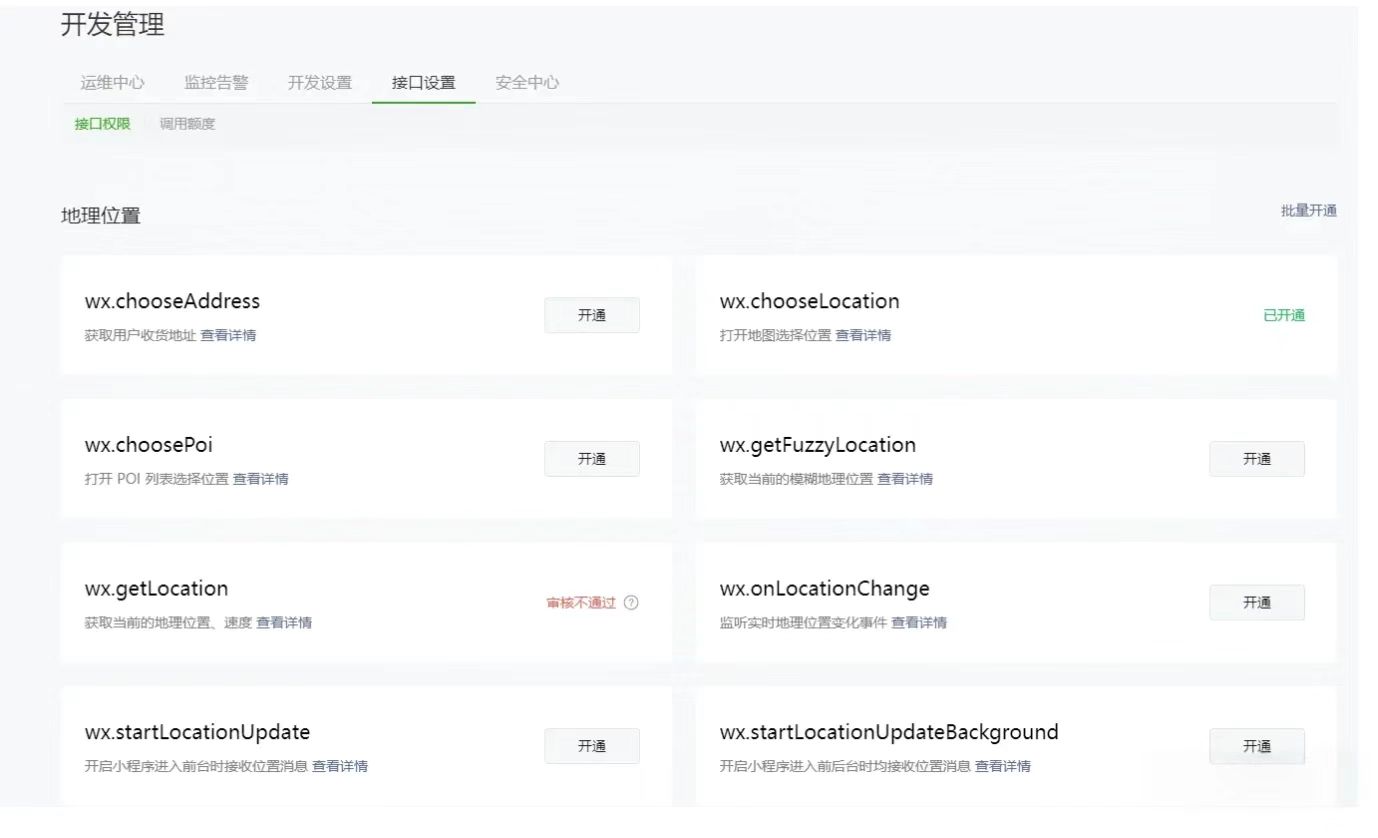 开发管理
运维中心 监控告警 开发设置 接口设置 安全中心
接口权限 调用额度
地理位置 批量开通
wx.chooseAddress
获取用户收货地址 查看详情
开通
wx.chooseLocation
打开地图选择位置 查看详情
已开通
wx.choosePoi
打开 POI 列表选择位置 查看详情
开通
wx.getFuzzyLocation
获取当前的模糊地理位置 查看详情
开通
wx.getLocation
获取当前的地理位置、速度 查看详情
审核不通过 ?
wx.onLocationChange
监听实时地理位置变化事件 查看详情
开通
wx.startLocationUpdate
开启小程序进入前台时接收位置消息 查看详情
开通
wx.startLocationUpdateBackground
开启小程序进入前后台时均接收位置消息 查看详情
开通